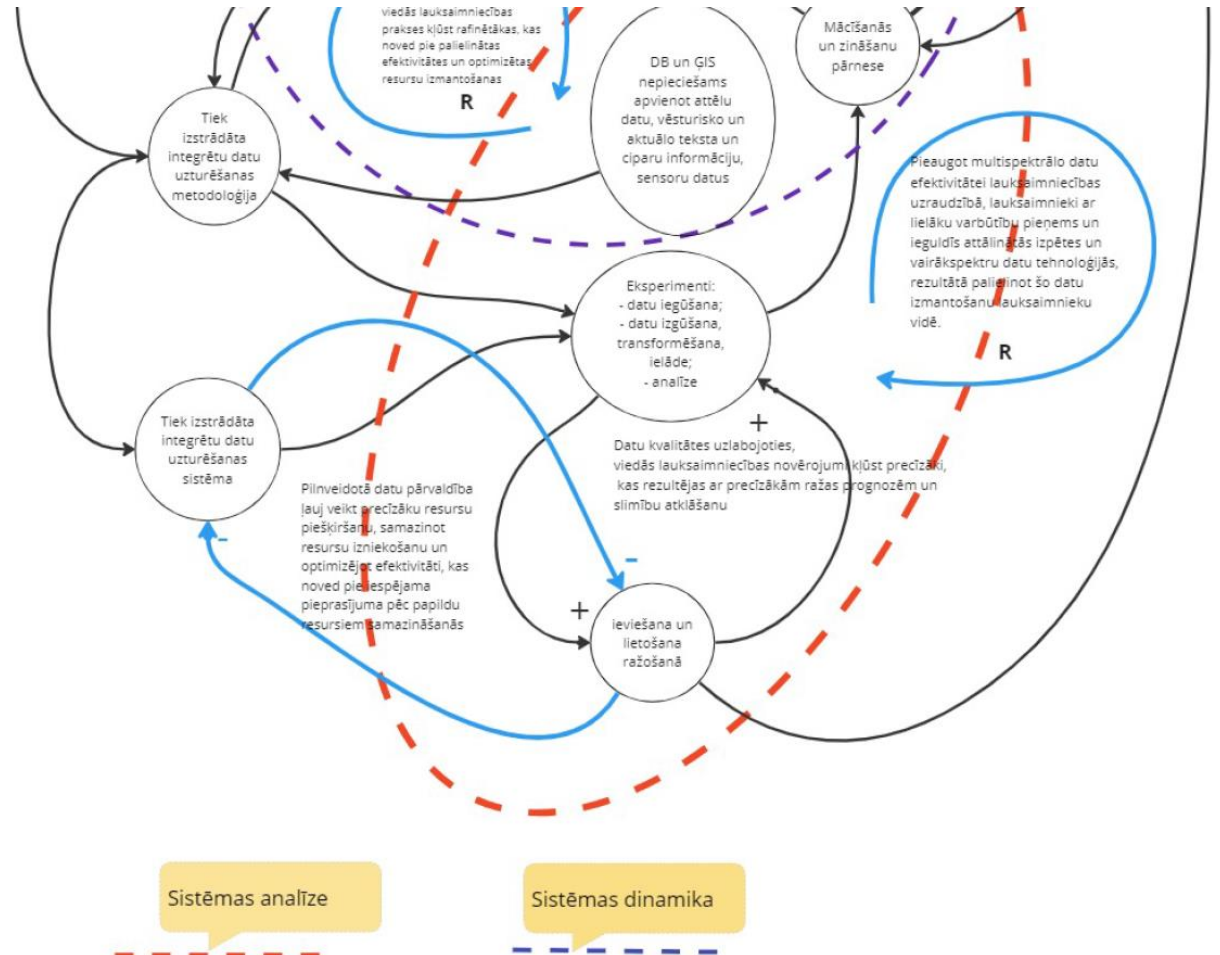 viedās lauksaimniecības
prakses kļūst rafinētākas, kas
noved pie palielinātas
efektivitātes un optimizētas
resursu izmantošanas
R
Mācīšanās
un zināšanu
pārnese
DB un ĢIS
nepieciešams
apvienot attēlu
datu, vēsturisko un
aktuālo teksta un
ciparu informāciju,
sensoru datus
Tiek
izstrādāta
integrētu datu
uzturēšanas
metodoloģija
Pieaugot multispektrālo datu
efektivitātei lauksaimniecības
uzraudzībā, lauksaimnieki ar
lielāku varbūtību pieņems un
ieguldīs attālinātās izpētes un
vairākspektru datu tehnoloģijās,
rezultātā palielinot šo datu
izmantošanu lauksaimnieku
vidē.
R
Eksperimenti:
- datu iegūšana;
- datu izgūšana,
transformēšana,
ielāde;
- analīze
+
Datu kvalitātes uzlabojoties,
viedās lauksaimniecības novērojumi kļūst precīzāki,
kas rezultējas ar precīzākām ražas prognozēm un
slimību atklāšanu
Tiek izstrādāta
integrētu datu
uzturēšanas
sistēma
-
Pilnveidotā datu pārvaldība
ļauj veikt precīzāku resursu
piešķiršanu, samazinot
resursu izniekošanu un
optimizējot efektivitāti, kas
noved pie iespējama
pieprasījuma pēc papildu
resursiem samazināšanās
-
+
ieviešana un
lietošana
ražošanā
Sistēmas analīze
Sistēmas dinamika